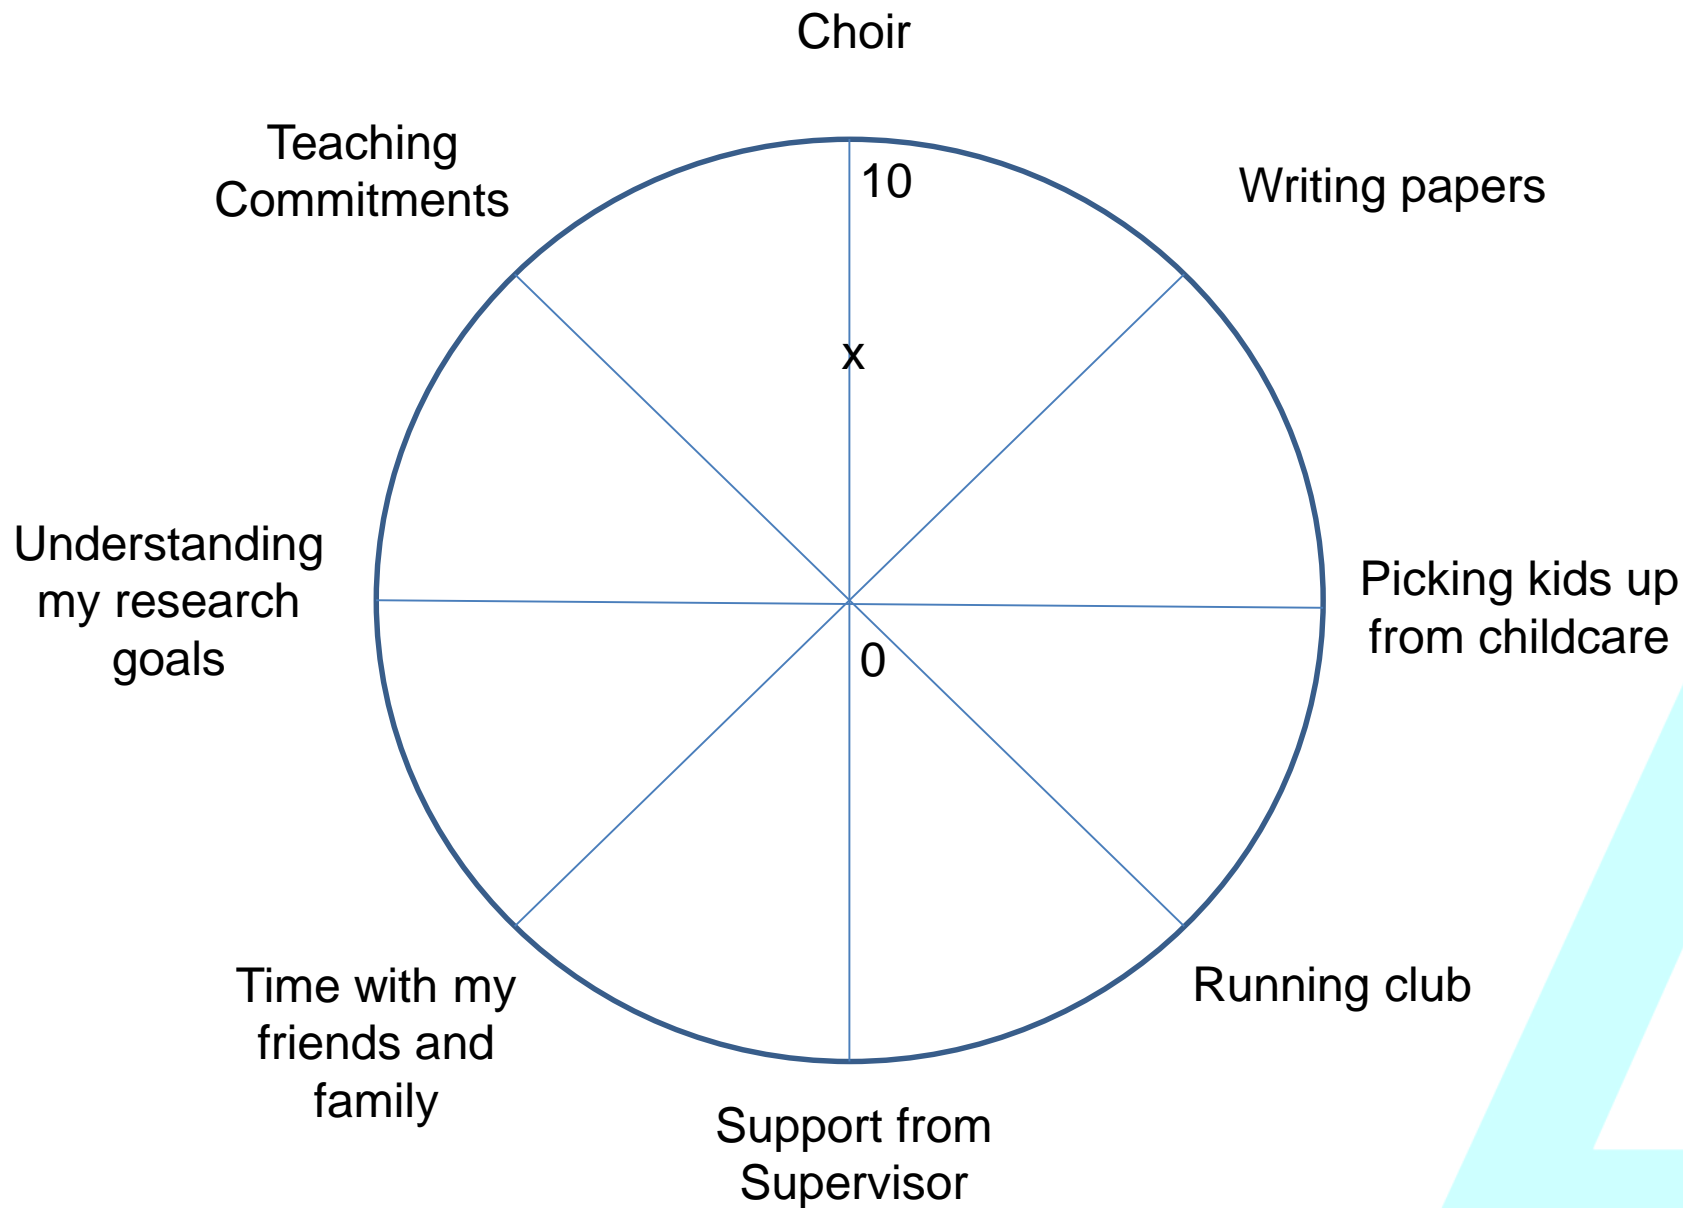 Choir
Teaching
Commitments
10
Writing papers
x
Understanding
my research
goals
Picking kids up
from childcare
0
Time with my
friends and
family
Running club
Support from
Supervisor